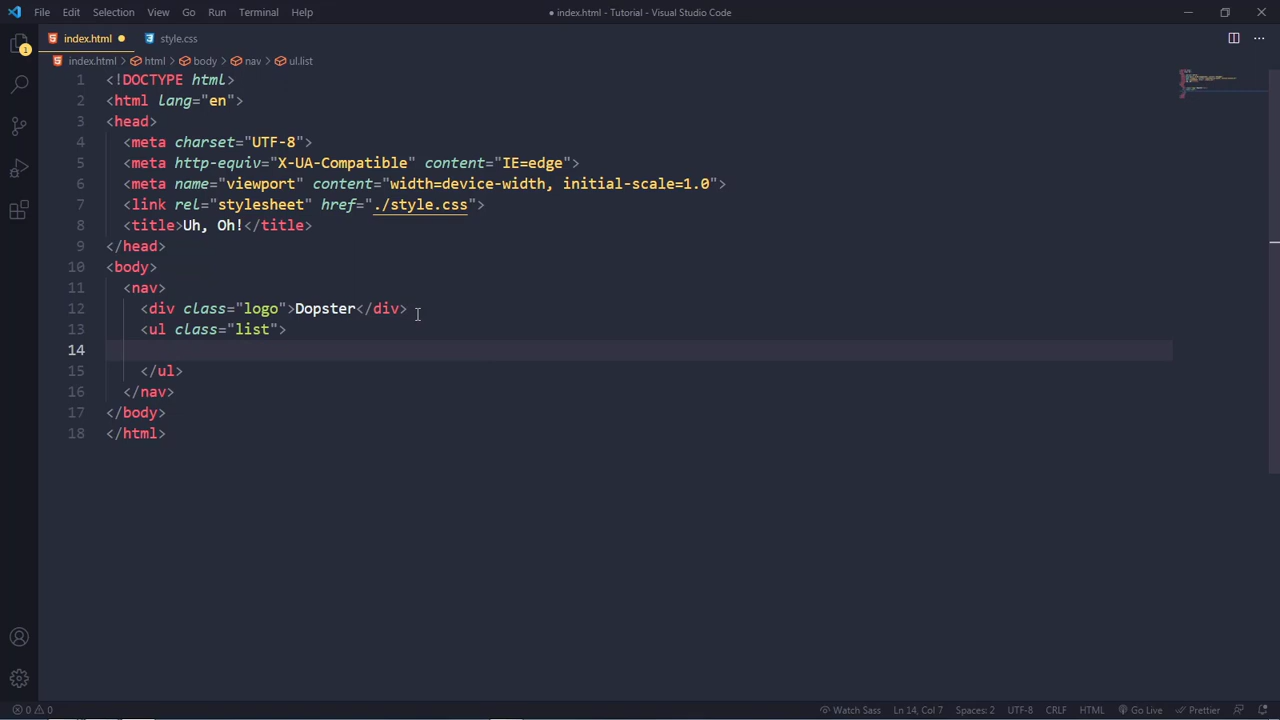 File Edit Selection View Go Run Terminal Help ● index.html - Tutorial - Visual Studio Code
index.html ● style.css
index.html > html > body > nav > ul.list
1 <!DOCTYPE html>
2 <html lang="en">
3 <head>
4 <meta charset="UTF-8">
5 <meta http-equiv="X-UA-Compatible" content="IE=edge">
6 <meta name="viewport" content="width=device-width, initial-scale=1.0">
7 <link rel="stylesheet" href="./style.css">
8 <title>Uh, Oh!</title>
9 </head>
10 <body>
11 <nav>
12 <div class="logo">Dopster</div>
13 <ul class="list">
14
15 </ul>
16 </nav>
17 </body>
18 </html>
1
0 0 Watch Sass Ln 14, Col 7 Spaces: 2 UTF-8 CRLF HTML Go Live Prettier